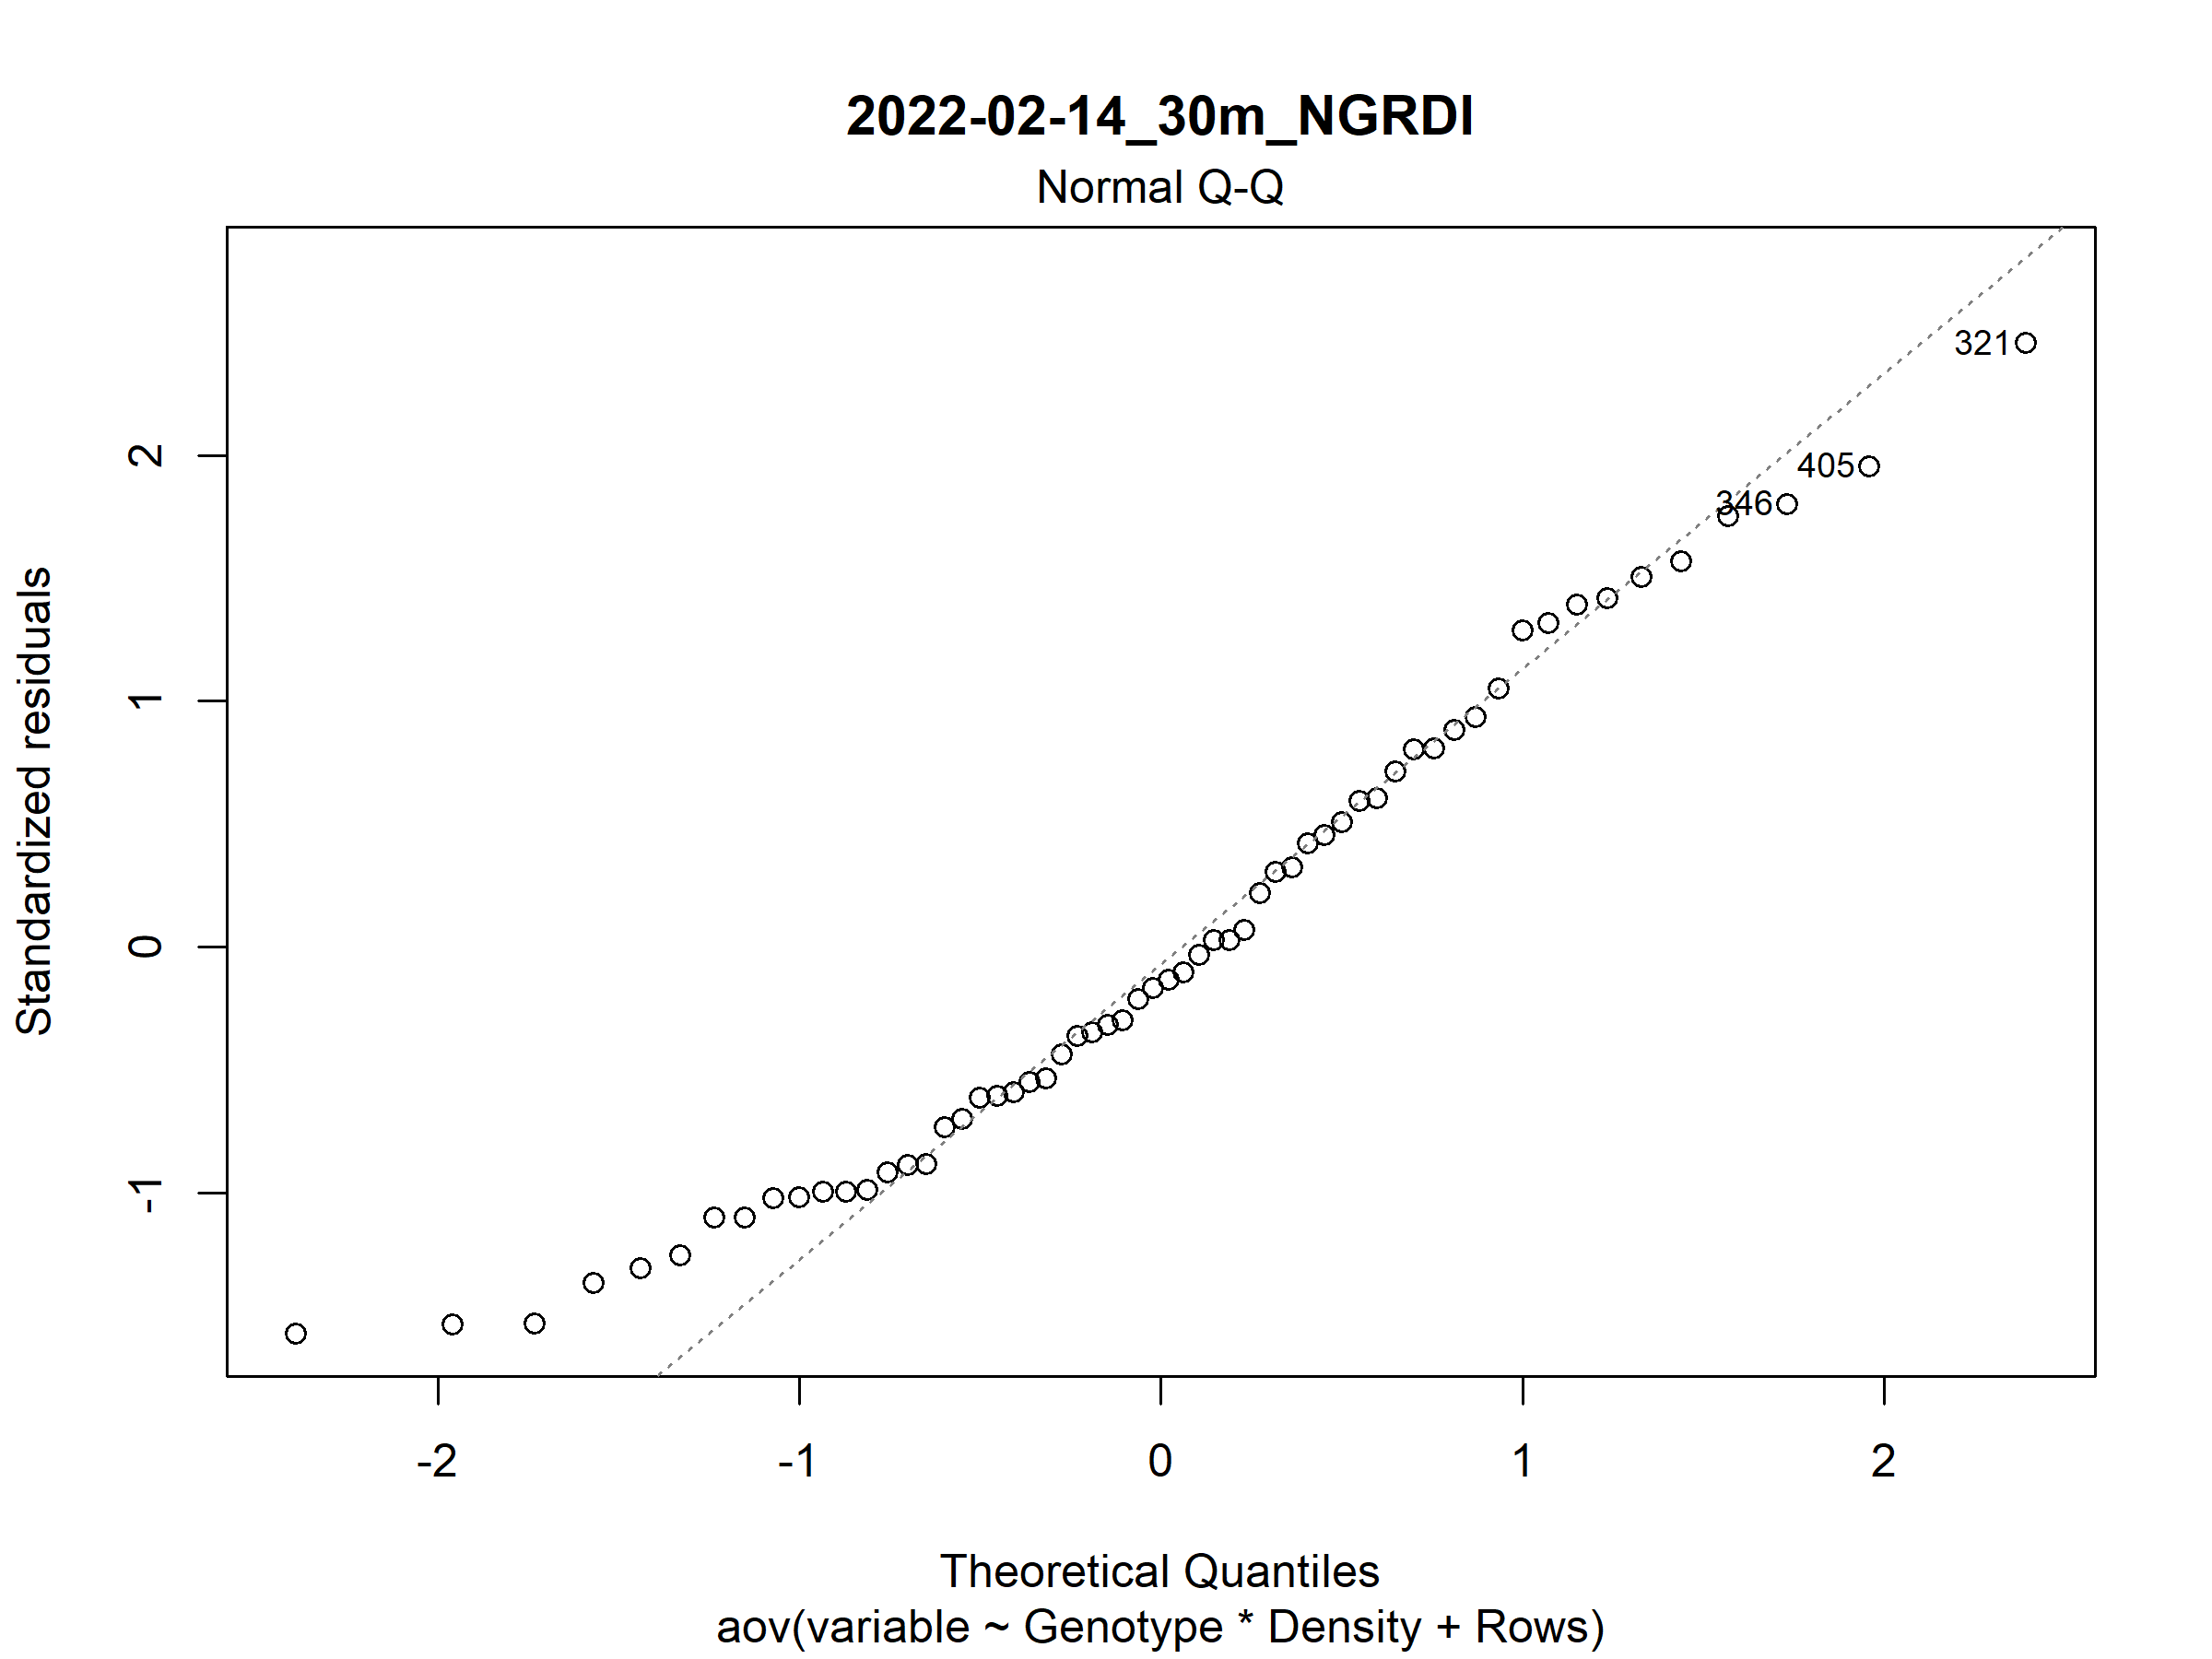 2022-02-14_30m_NGRDI
Normal Q-Q
Standardized residuals
2
1
0
-1
321
405
346
-2
-1
0
1
2
Theoretical Quantiles
aov(variable ~ Genotype * Density + Rows)